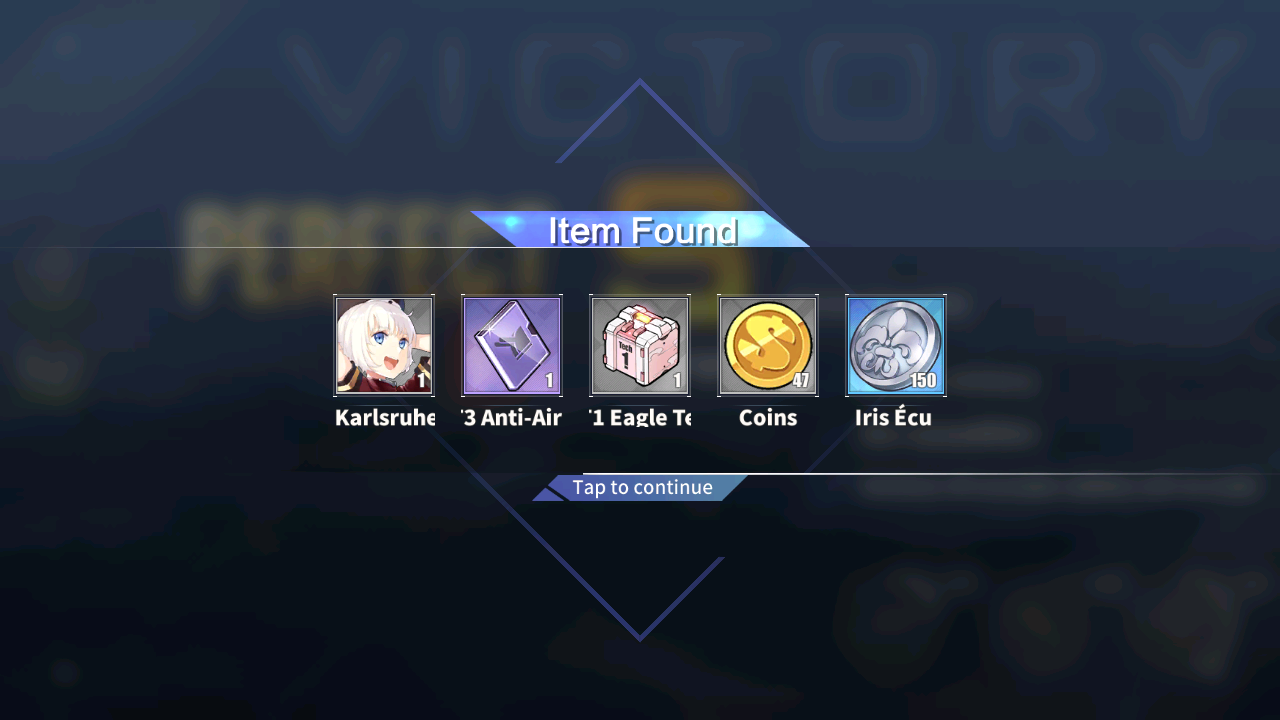 VICTORY
PERFECT S
Item Found
Tech 1
1 1 1 47 150
Karlsruhe '3 Anti-Air '1 Eagle Te Coins Iris Écu
Tap to continue